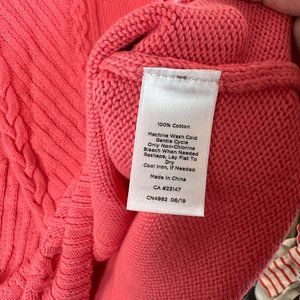 100% Cotton
Machine Wash Cold
Gentle Cycle
Only Non-Chlorine
Bleach When Needed
Reshape, Lay Flat To
Dry
Cool Iron, If Needed
Made in China
CA #23147
CN4982 06/19